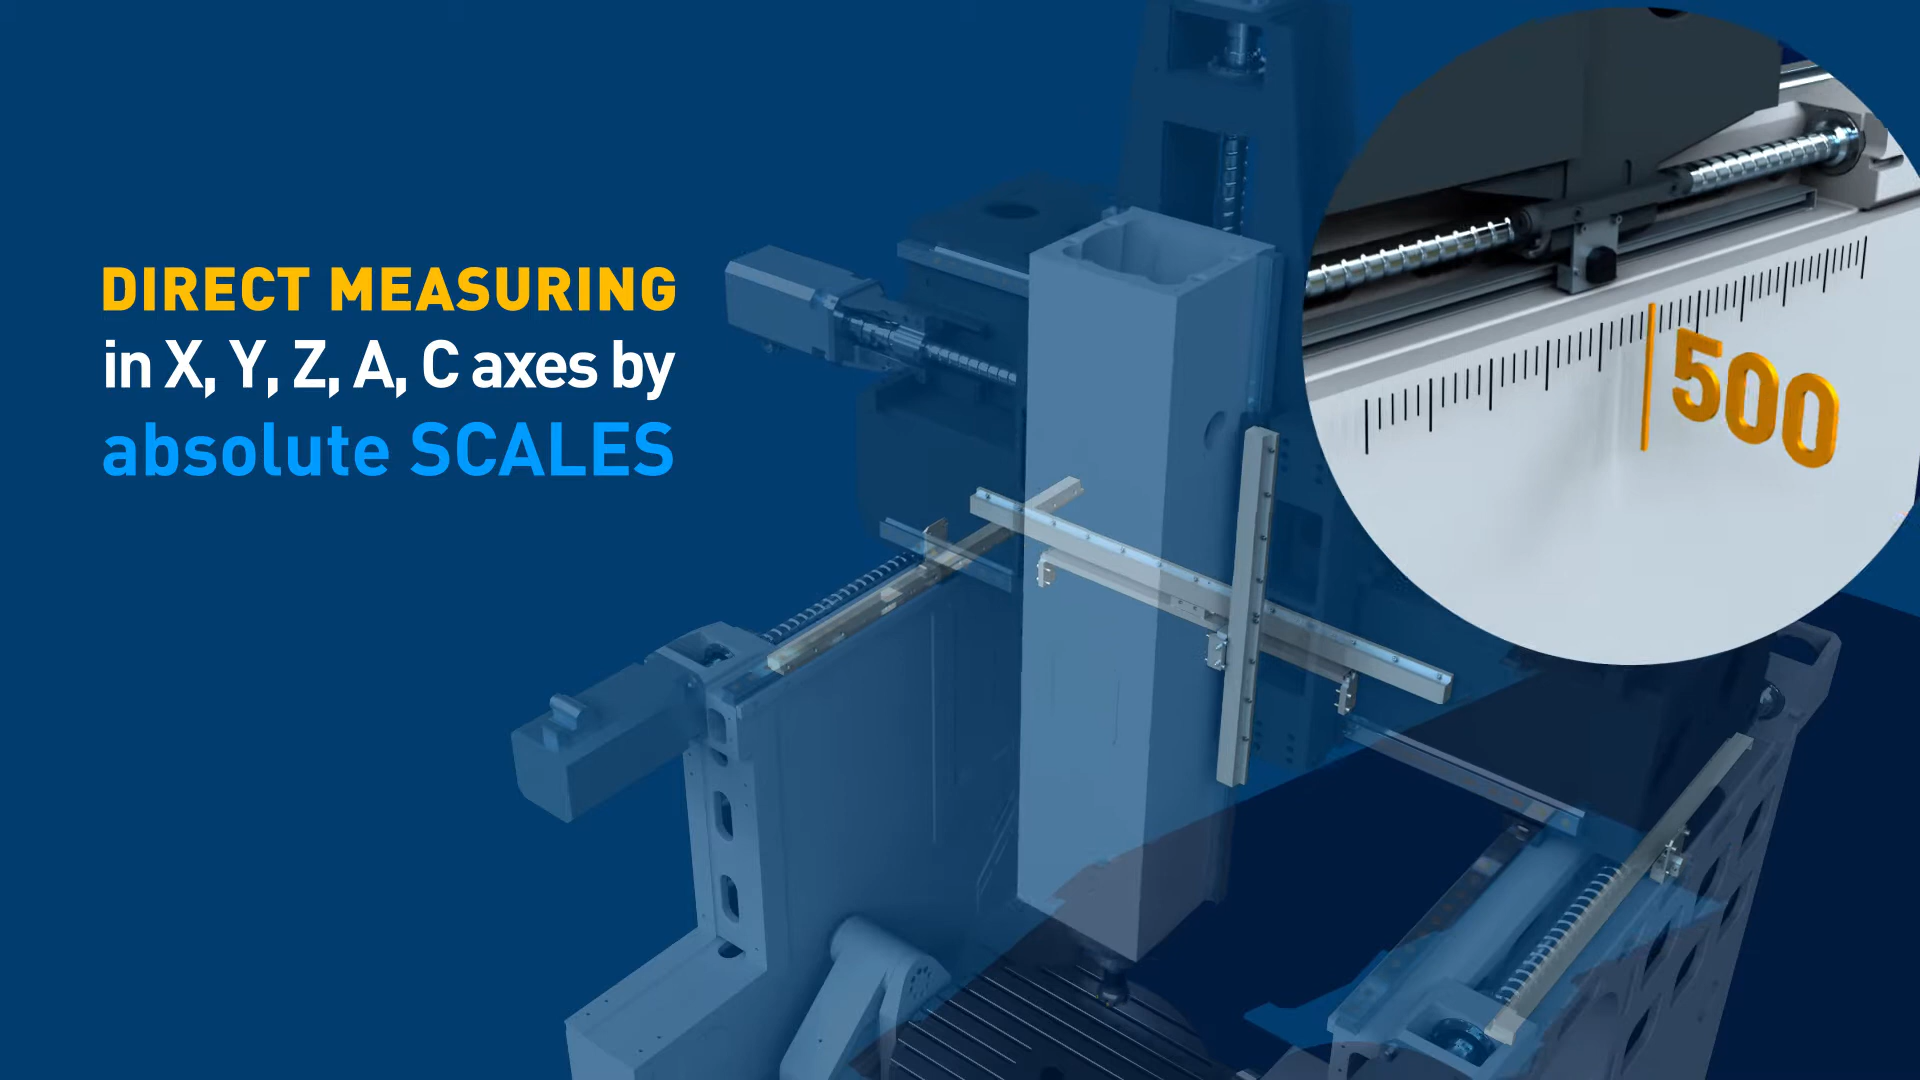 DIRECT MEASURING
in X, Y, Z, A, C axes by
absolute SCALES
500